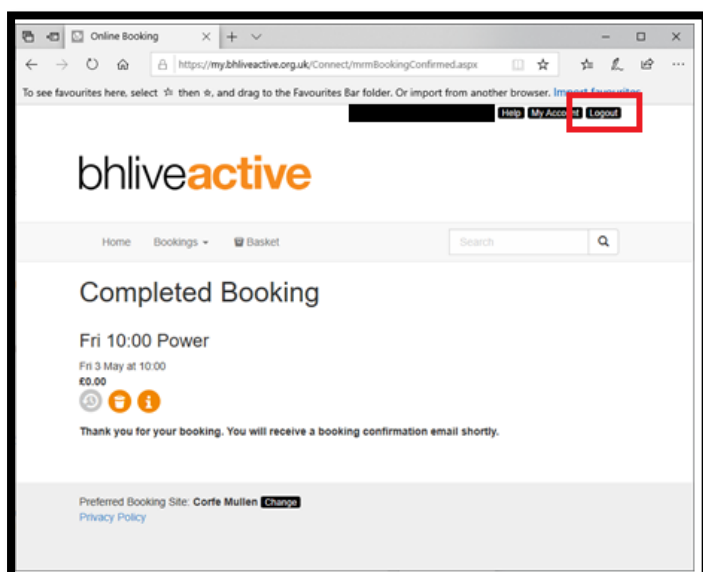 Online Booking
https://my.bhliveactive.org.uk/Connect/mrmBookingConfirmed.aspx
To see favourites here, select ☆ then ☆, and drag to the Favourites Bar folder. Or import from another browser. Import favourites
Help My Account Logout
bhliveactive
Home Bookings Basket Search
Completed Booking
Fri 10:00 Power
Fri 3 May at 10:00
£0.00
Thank you for your booking. You will receive a booking confirmation email shortly.
Preferred Booking Site: Corfe Mullen Change
Privacy Policy